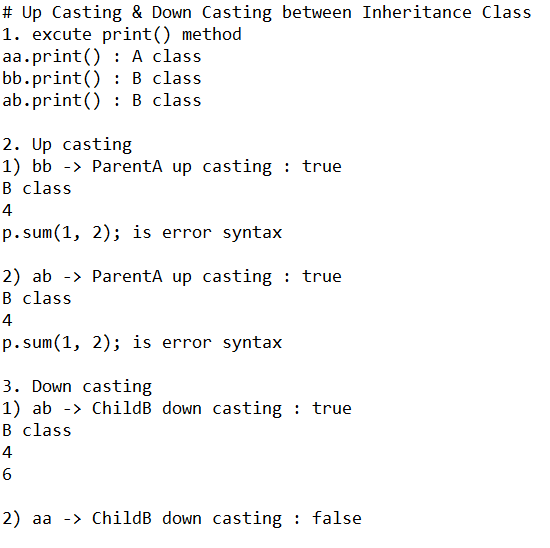 # Up Casting & Down Casting between Inheritance Class
1. excute print() method
aa.print() : A class
bb.print() : B class
ab.print() : B class
2. Up casting
1) bb -> ParentA up casting : true
B class
4
p.sum(1, 2); is error syntax
2) ab -> ParentA up casting : true
B class
4
p.sum(1, 2); is error syntax
3. Down casting
1) ab -> ChildB down casting : true
B class
4
6
2) aa -> ChildB down casting : false